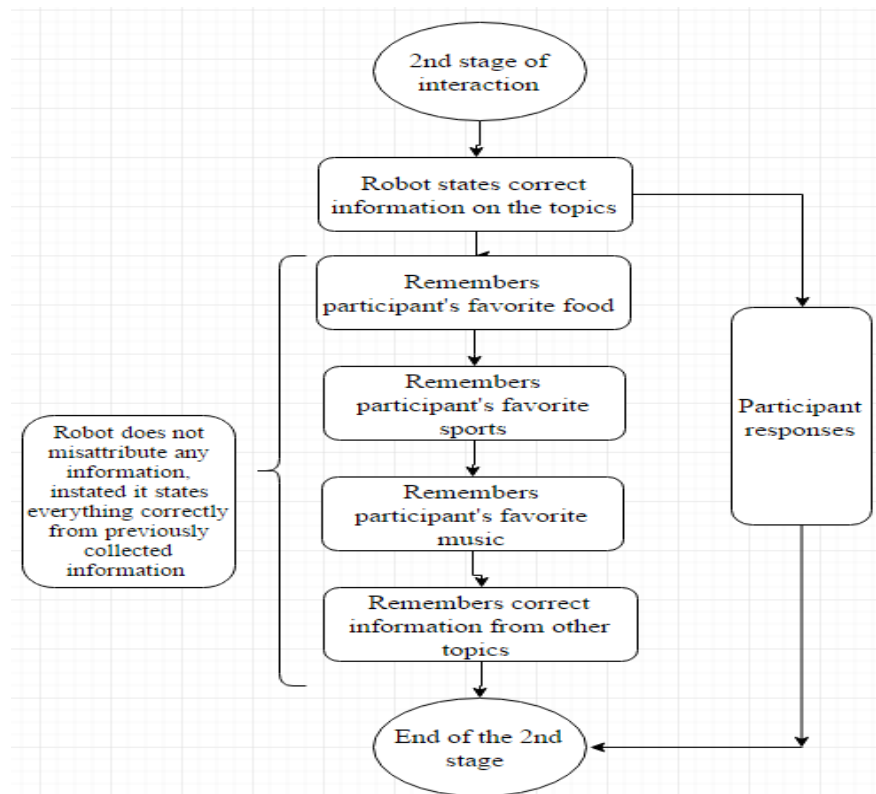 2nd stage of
interaction
Robot states correct
information on the topics
Remembers
participant's favorite food
Remembers
participant's favorite
sports
Remembers
participant's favorite
music
Remembers correct
information from other
topics
End of the 2nd
stage
Robot does not
misattribute any
information,
instated it states
everything correctly
from previously
collected
information
Participant
responses